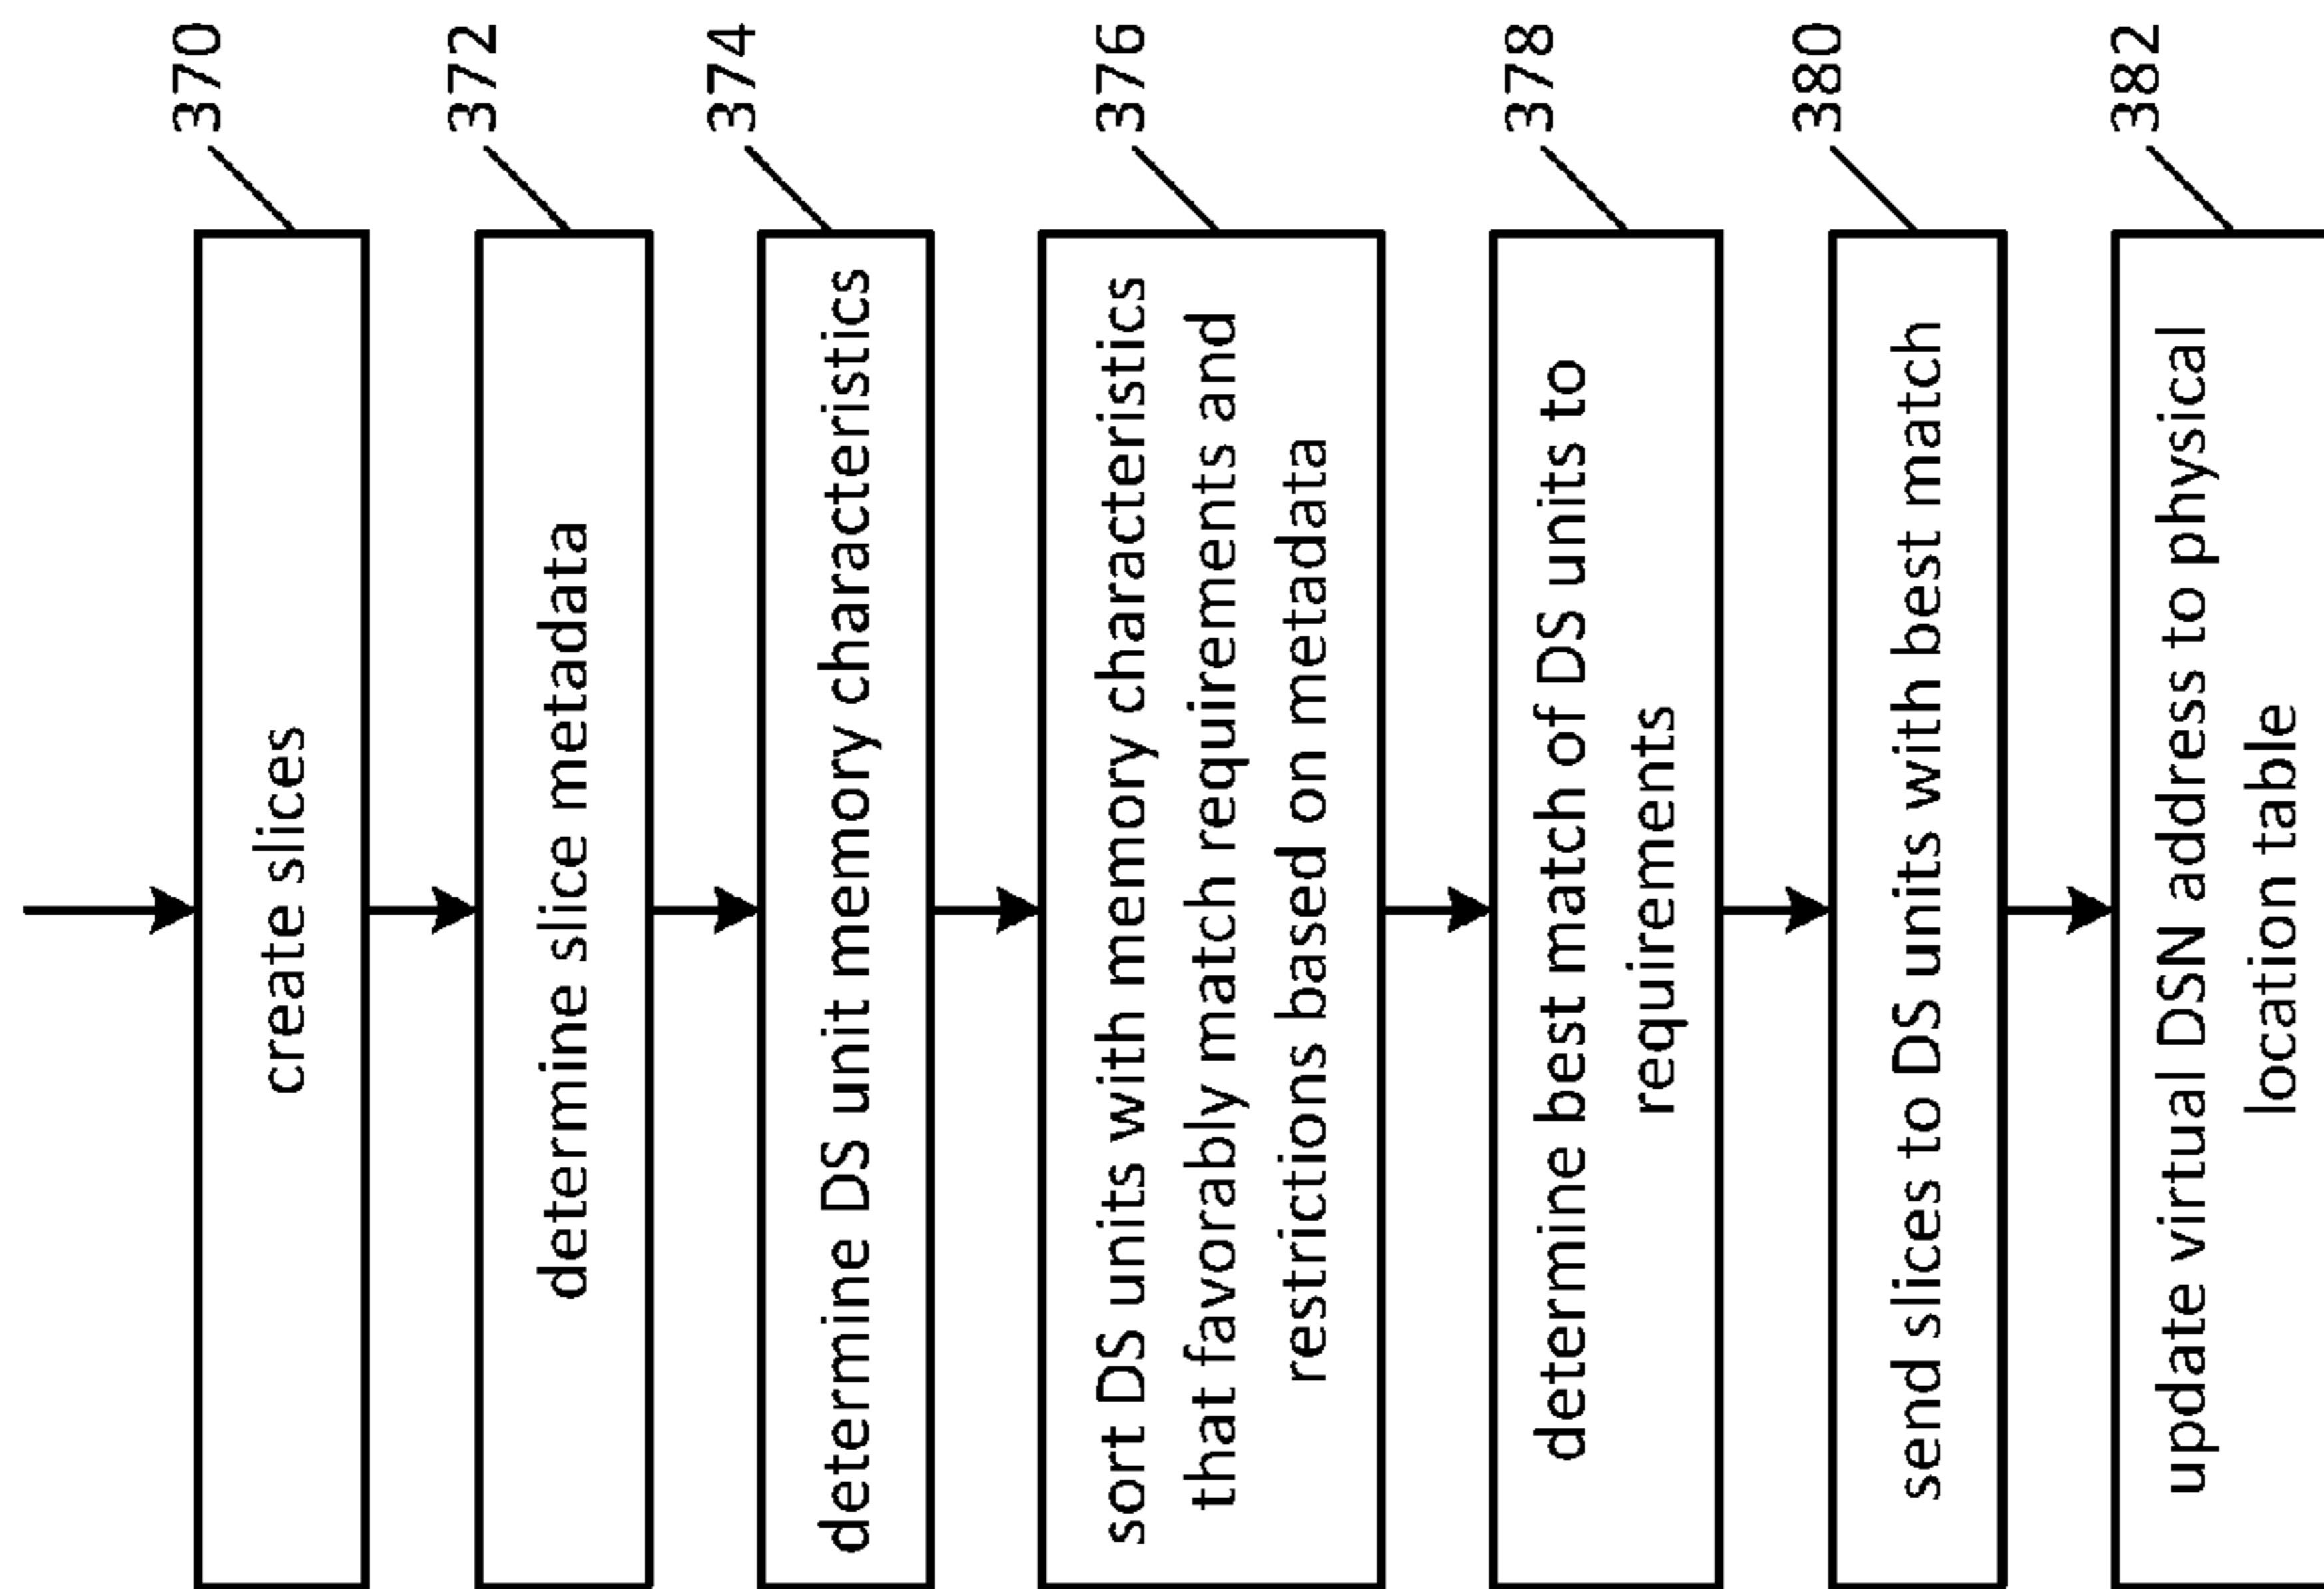 370
create slices
372
determine slice metadata
374
determine DS unit memory characteristics
376
sort DS units with memory characteristics
that favorably match requirements and
restrictions based on metadata
378
determine best match of DS units to
requirements
380
send slices to DS units with best match
382
update virtual DSN address to physical
location table